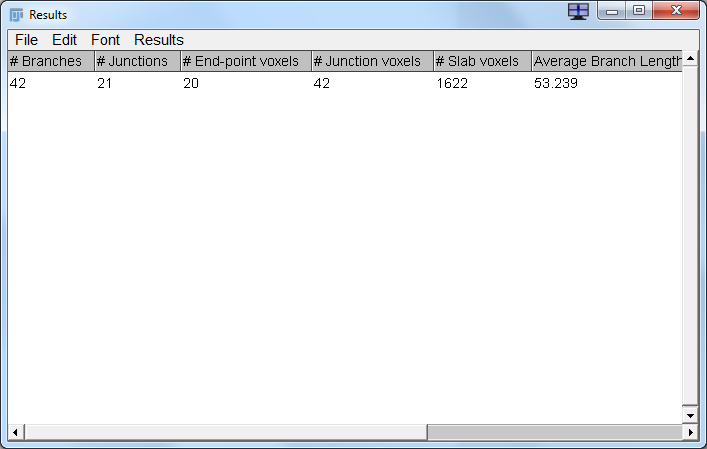 Results
File Edit Font Results
# Branches # Junctions # End-point voxels # Junction voxels # Slab voxels Average Branch Length
42 21 20 42 1622 53.239